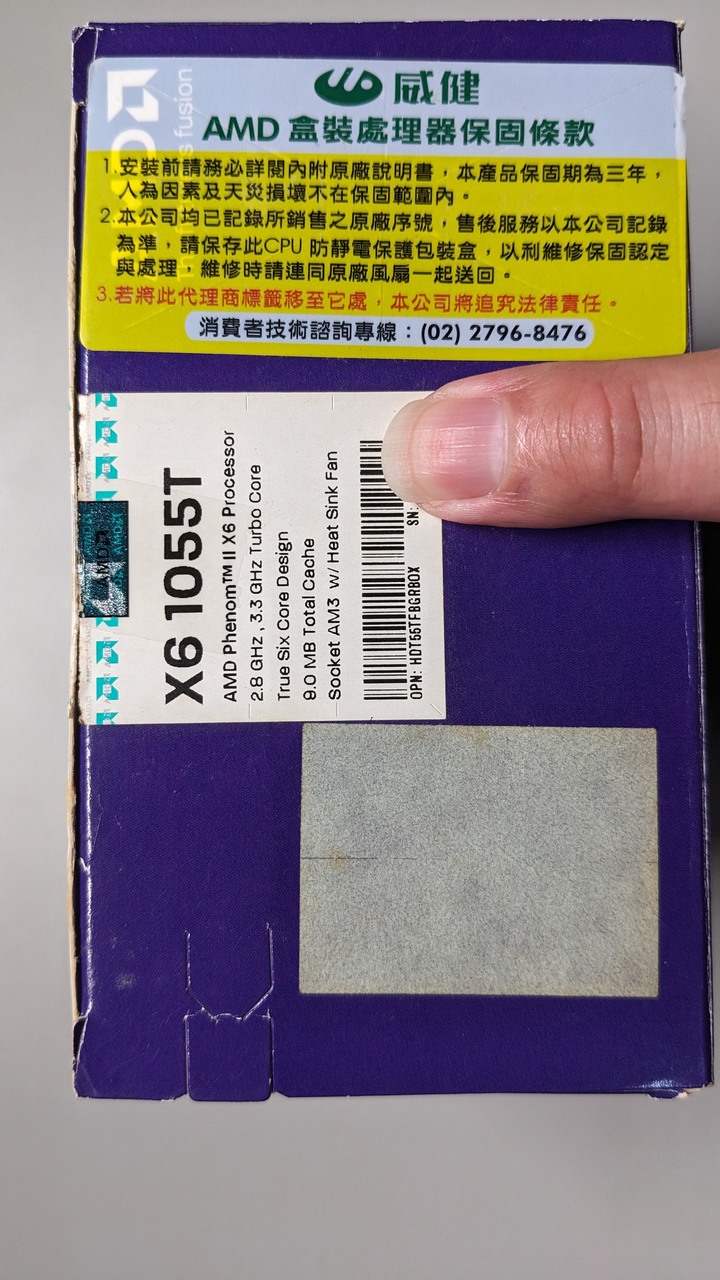 威健
AMD 盒裝處理器保固條款
1.安裝前請務必詳閱內附原廠說明書，本產品保固期為三年，
人為因素及天災損壞不在保固範圍內。
2.本公司均已記錄所銷售之原廠序號，售後服務以本公司記錄
為準，請保存此CPU 防靜電保護包裝盒，以利維修保固認定
與處理，維修時請連同原廠風扇一起送回。
3.若將此代理商標籤移至它處，本公司將追究法律責任。
消費者技術諮詢專線：(02) 2796-8476
X6 1055T
AMD Phenom™ II X6 Processor
2.8 GHz , 3.3 GHz Turbo Core
True Six Core Design
9.0 MB Total Cache
Socket AM3 w/ Heat Sink Fan
OPN: HDT55TFBGRBOX
SN:
AMD